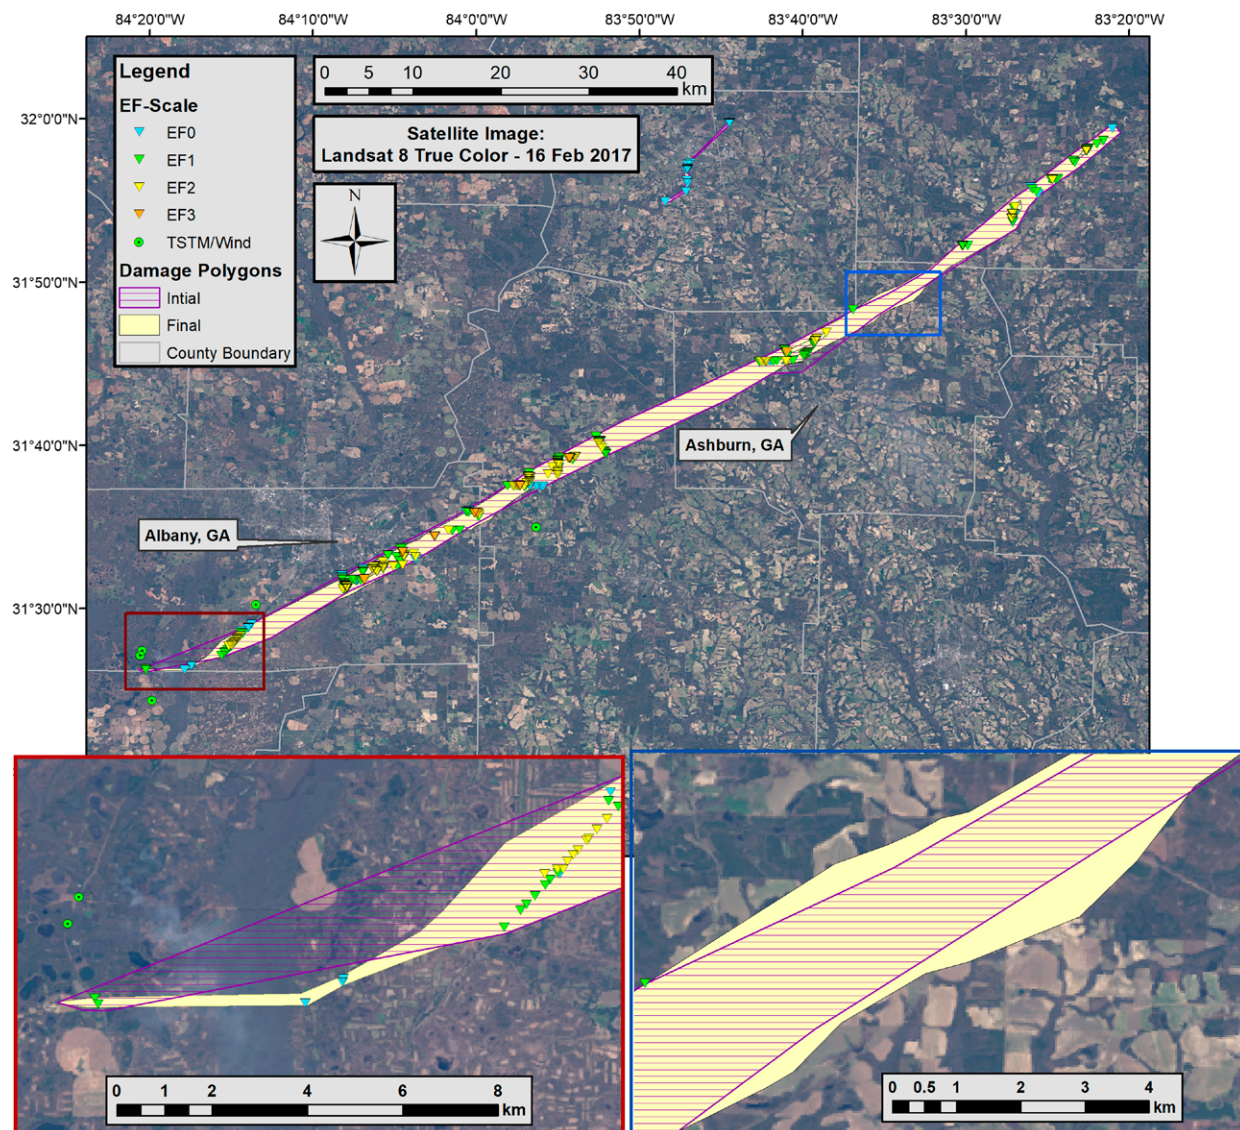 84°20'0"W 84°10'0"W 84°0'0"W 83°50'0"W 83°40'0"W 83°30'0"W 83°20'0"W
Legend
EF-Scale
EF0
EF1
EF2
EF3
TSTM/Wind
Damage Polygons
Intial
Final
County Boundary
0 5 10 20 30 40
km
Satellite Image:
Landsat 8 True Color - 16 Feb 2017
N
32°0'0"N
31°50'0"N
31°40'0"N
31°30'0"N
Ashburn, GA
Albany, GA
0 1 2 4 6 8
km
0 0.5 1 2 3 4
km